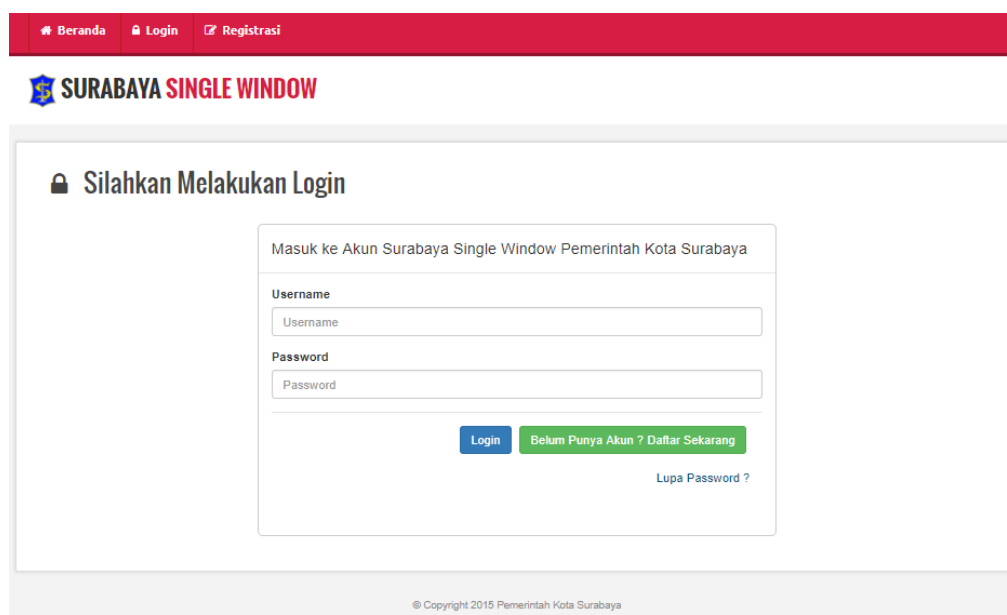 Beranda Login Registrasi
SURABAYA SINGLE WINDOW
Silahkan Melakukan Login
Masuk ke Akun Surabaya Single Window Pemerintah Kota Surabaya
Username
Username
Password
Password
Login Belum Punya Akun ? Daftar Sekarang
Lupa Password ?
© Copyright 2015 Pemerintah Kota Surabaya